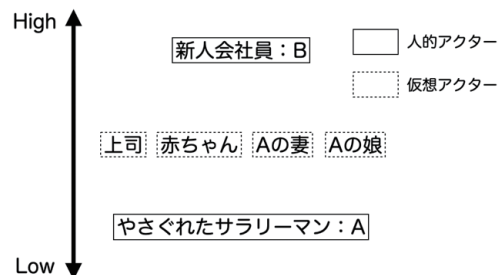 High
新人会社員：B
人的アクター
仮想アクター
上司 赤ちゃん Aの妻 Aの娘
やさぐれたサラリーマン：A
Low